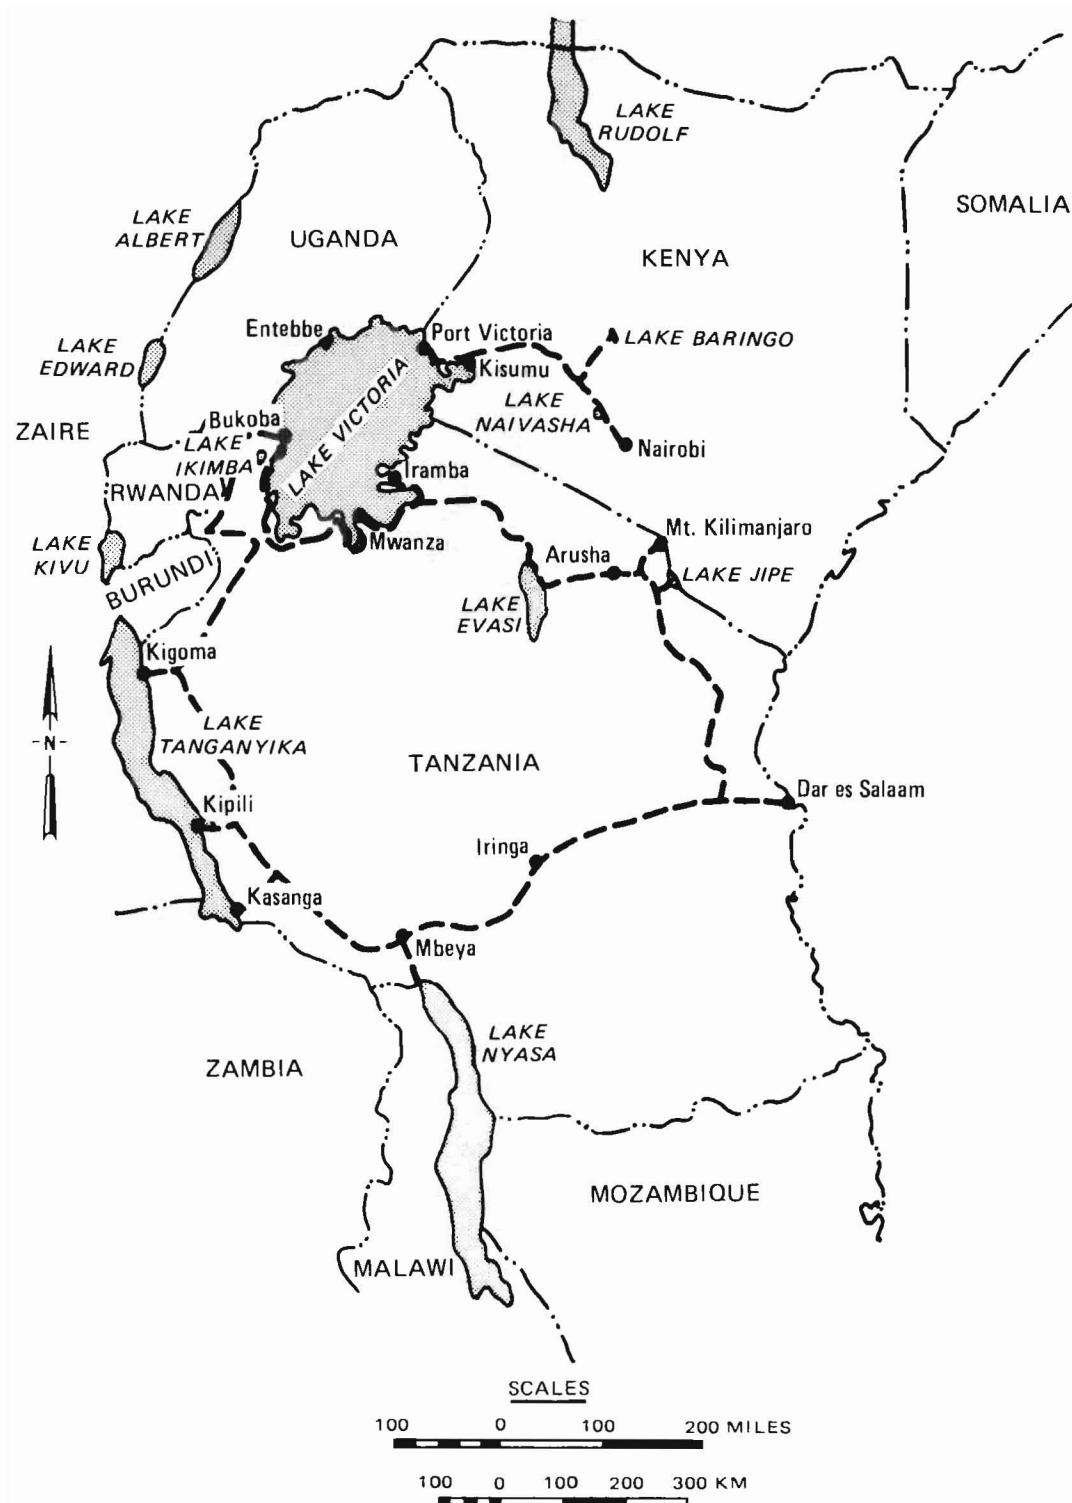 LAKE
RUDOLF
SOMALIA
LAKE
ALBERT
UGANDA
KENYA
Entebbe
Port Victoria
LAKE BARINGO
LAKE
EDWARD
Kisumu
LAKE VICTORIA
LAKE
NAIVASHA
ZAIRE
Bukoba
LAKE
IKIMBA
Nairobi
Iramba
RWANDA
Mt. Kilimanjaro
LAKE
KIVU
Mwanza
Arusha
LAKE JIPE
BURUNDI
LAKE
EVASI
Kigoma
-N-
LAKE
TANGANYIKA
TANZANIA
Dar es Salaam
Kipili
Iringa
Kasanga
Mbeya
LAKE
NYASA
ZAMBIA
MOZAMBIQUE
MALAWI
SCALES
100 0 100 200 MILES
100 0 100 200 300 KM